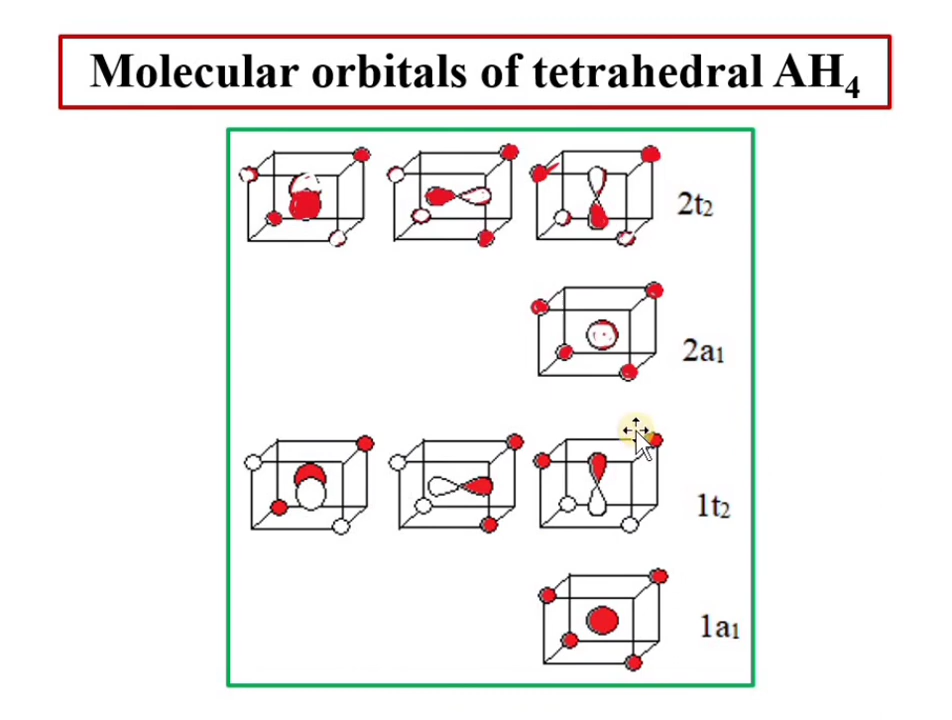 Molecular orbitals of tetrahedral AH₄
2t₂
2a₁
1t₂
1a₁